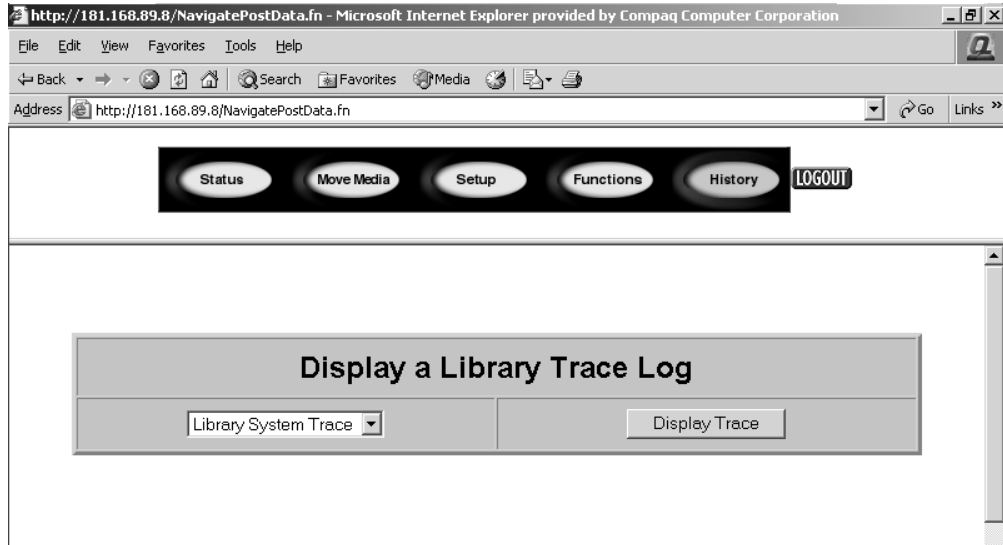 http://181.168.89.8/NavigatePostData.fn - Microsoft Internet Explorer provided by Compaq Computer Corporation
File Edit View Favorites Tools Help
Back Search Favorites Media
Address http://181.168.89.8/NavigatePostData.fn Go Links »
Status Move Media Setup Functions History LOGOUT
Display a Library Trace Log
Library System Trace Display Trace